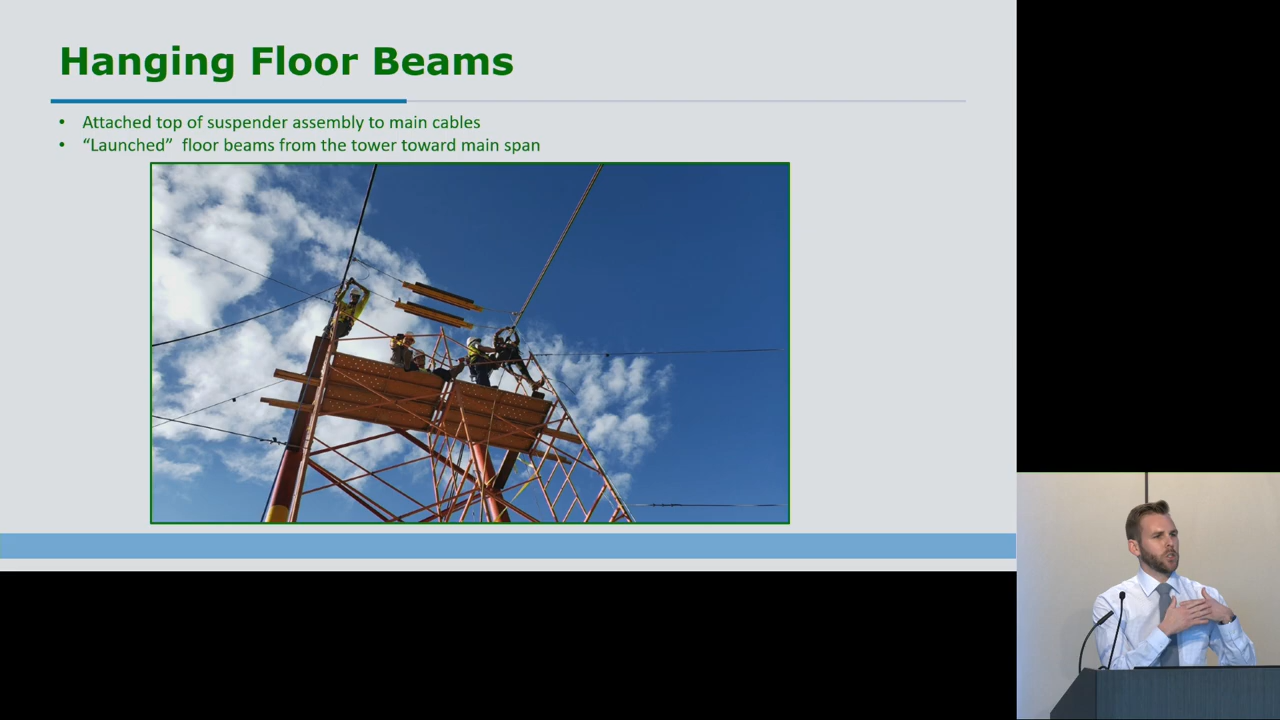 Hanging Floor Beams
• Attached top of suspender assembly to main cables
• “Launched”  floor beams from the tower toward main span